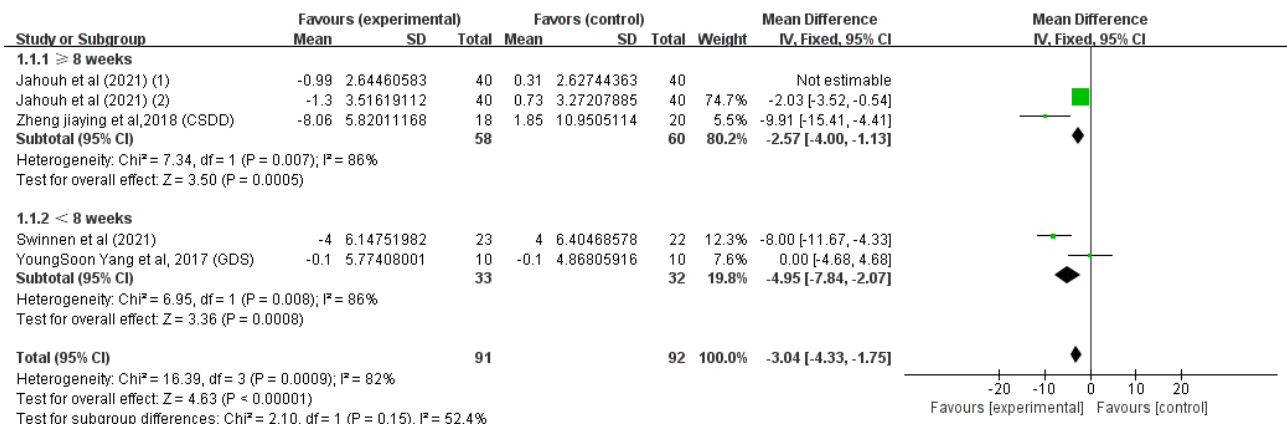 Favours (experimental) Favors (control) Mean Difference Mean Difference
Study or Subgroup Mean SD Total Mean SD Total Weight IV, Fixed, 95% CI IV, Fixed, 95% CI
1.1.1 ⩾ 8 weeks
Jahouh et al (2021) (1) -0.99 2.64460583 40 0.31 2.62744363 40 Not estimable
Jahouh et al (2021) (2) -1.3 3.51619112 40 0.73 3.27207885 40 74.7% -2.03 [-3.52, -0.54]
Zheng jiaying et al,2018 (CSDD) -8.06 5.82011168 18 1.85 10.9505114 20 5.5% -9.91 [-15.41, -4.41]
Subtotal (95% CI) 58 60 80.2% -2.57 [-4.00, -1.13]
Heterogeneity: Chi² = 7.34, df = 1 (P = 0.007); I² = 86%
Test for overall effect: Z = 3.50 (P = 0.0005)
1.1.2 < 8 weeks
Swinnen et al (2021) -4 6.14751982 23 4 6.40468578 22 12.3% -8.00 [-11.67, -4.33]
YoungSoon Yang et al, 2017 (GDS) -0.1 5.77408001 10 -0.1 4.86805916 10 7.6% 0.00 [-4.68, 4.68]
Subtotal (95% CI) 33 32 19.8% -4.95 [-7.84, -2.07]
Heterogeneity: Chi² = 6.95, df = 1 (P = 0.008); I² = 86%
Test for overall effect: Z = 3.36 (P = 0.0008)
Total (95% CI) 91 92 100.0% -3.04 [-4.33, -1.75]
Heterogeneity: Chi² = 16.39, df = 3 (P = 0.0009); I² = 82%
Test for overall effect: Z = 4.63 (P < 0.00001)
Test for subgroup differences: Chi² = 2.10, df = 1 (P = 0.15), I² = 52.4%
-20 -10 0 10 20
Favours [experimental] Favours [control]